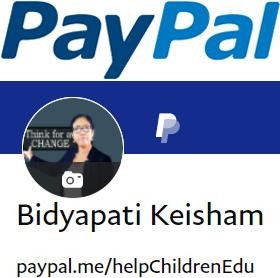 PayPal
Think for a
CHANGE
Bidyapati Keisham
paypal.me/helpChildrenEdu